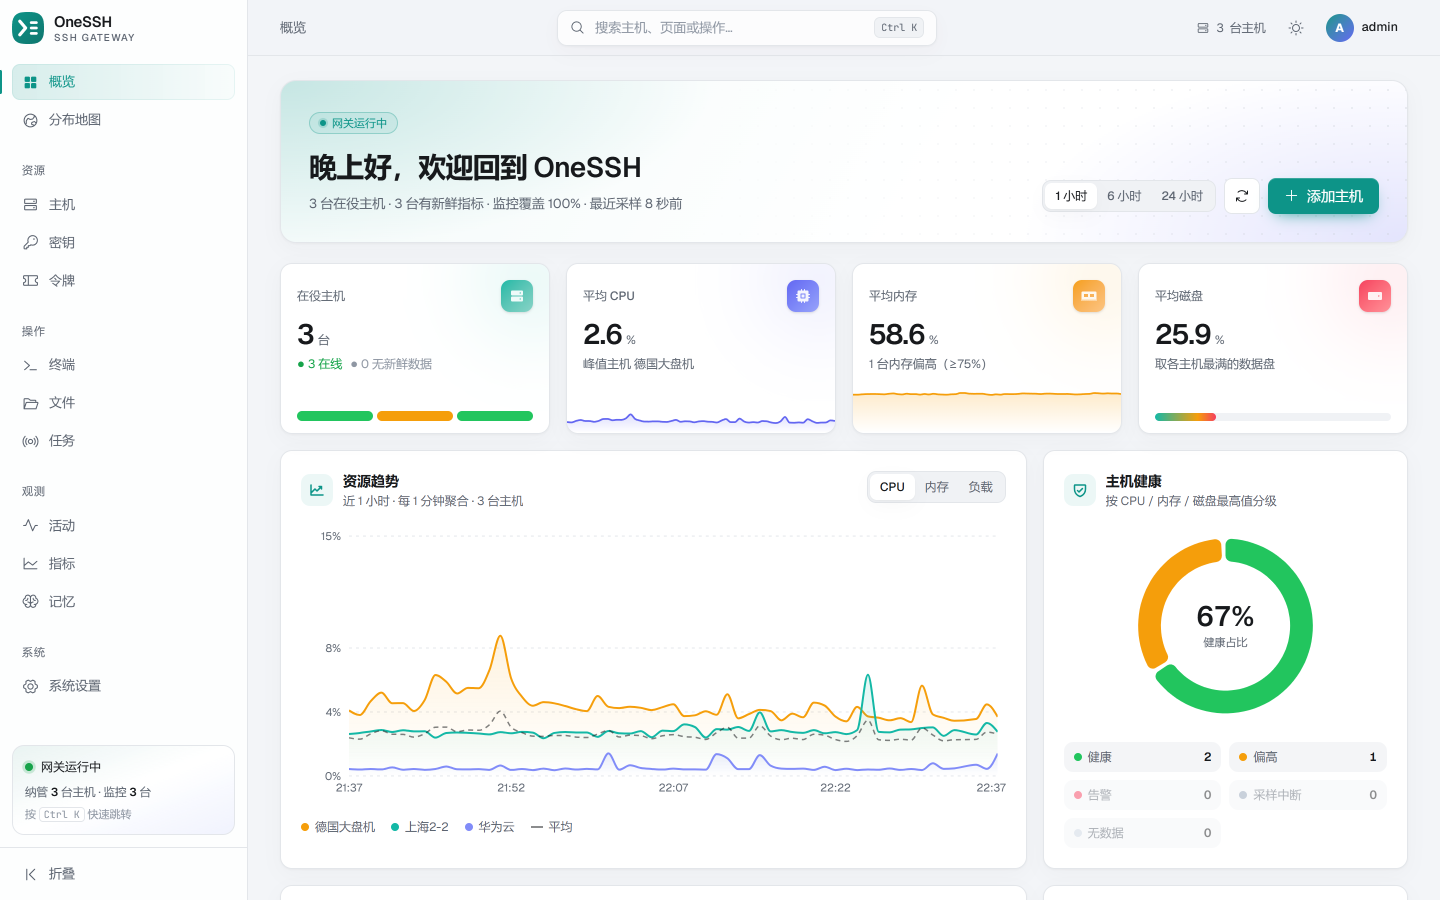 OneSSH
SSH GATEWAY
概览
分布地图
资源
主机
密钥
令牌
操作
终端
文件
任务
观测
活动
指标
记忆
系统
系统设置
网关运行中
纳管 3 台主机 · 监控 3 台
按 Ctrl K 快速跳转
折叠
概览
搜索主机、页面或操作…
Ctrl K
3 台主机
A
admin
网关运行中
晚上好，欢迎回到 OneSSH
3 台在役主机 · 3 台有新鲜指标 · 监控覆盖 100% · 最近采样 8 秒前
1 小时
6 小时
24 小时
添加主机
在役主机
3 台
3 在线
0 无新鲜数据
平均 CPU
2.6 %
峰值主机 德国大盘机
平均内存
58.6 %
1 台内存偏高（≥75%）
平均磁盘
25.9 %
取各主机最满的数据盘
资源趋势
近 1 小时 · 每 1 分钟聚合 · 3 台主机
CPU
内存
负载
15%
8%
4%
0%
21:37
21:52
22:07
22:22
22:37
德国大盘机
上海2-2
华为云
平均
主机健康
按 CPU / 内存 / 磁盘最高值分级
67%
健康占比
健康 2
偏高 1
告警 0
采样中断 0
无数据 0